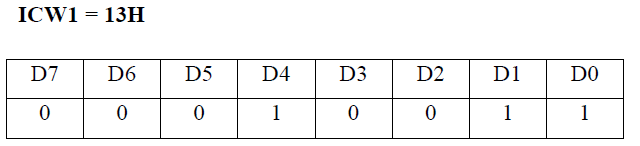 ICW1 = 13H
D7 D6 D5 D4 D3 D2 D1 D0
0 0 0 1 0 0 1 1